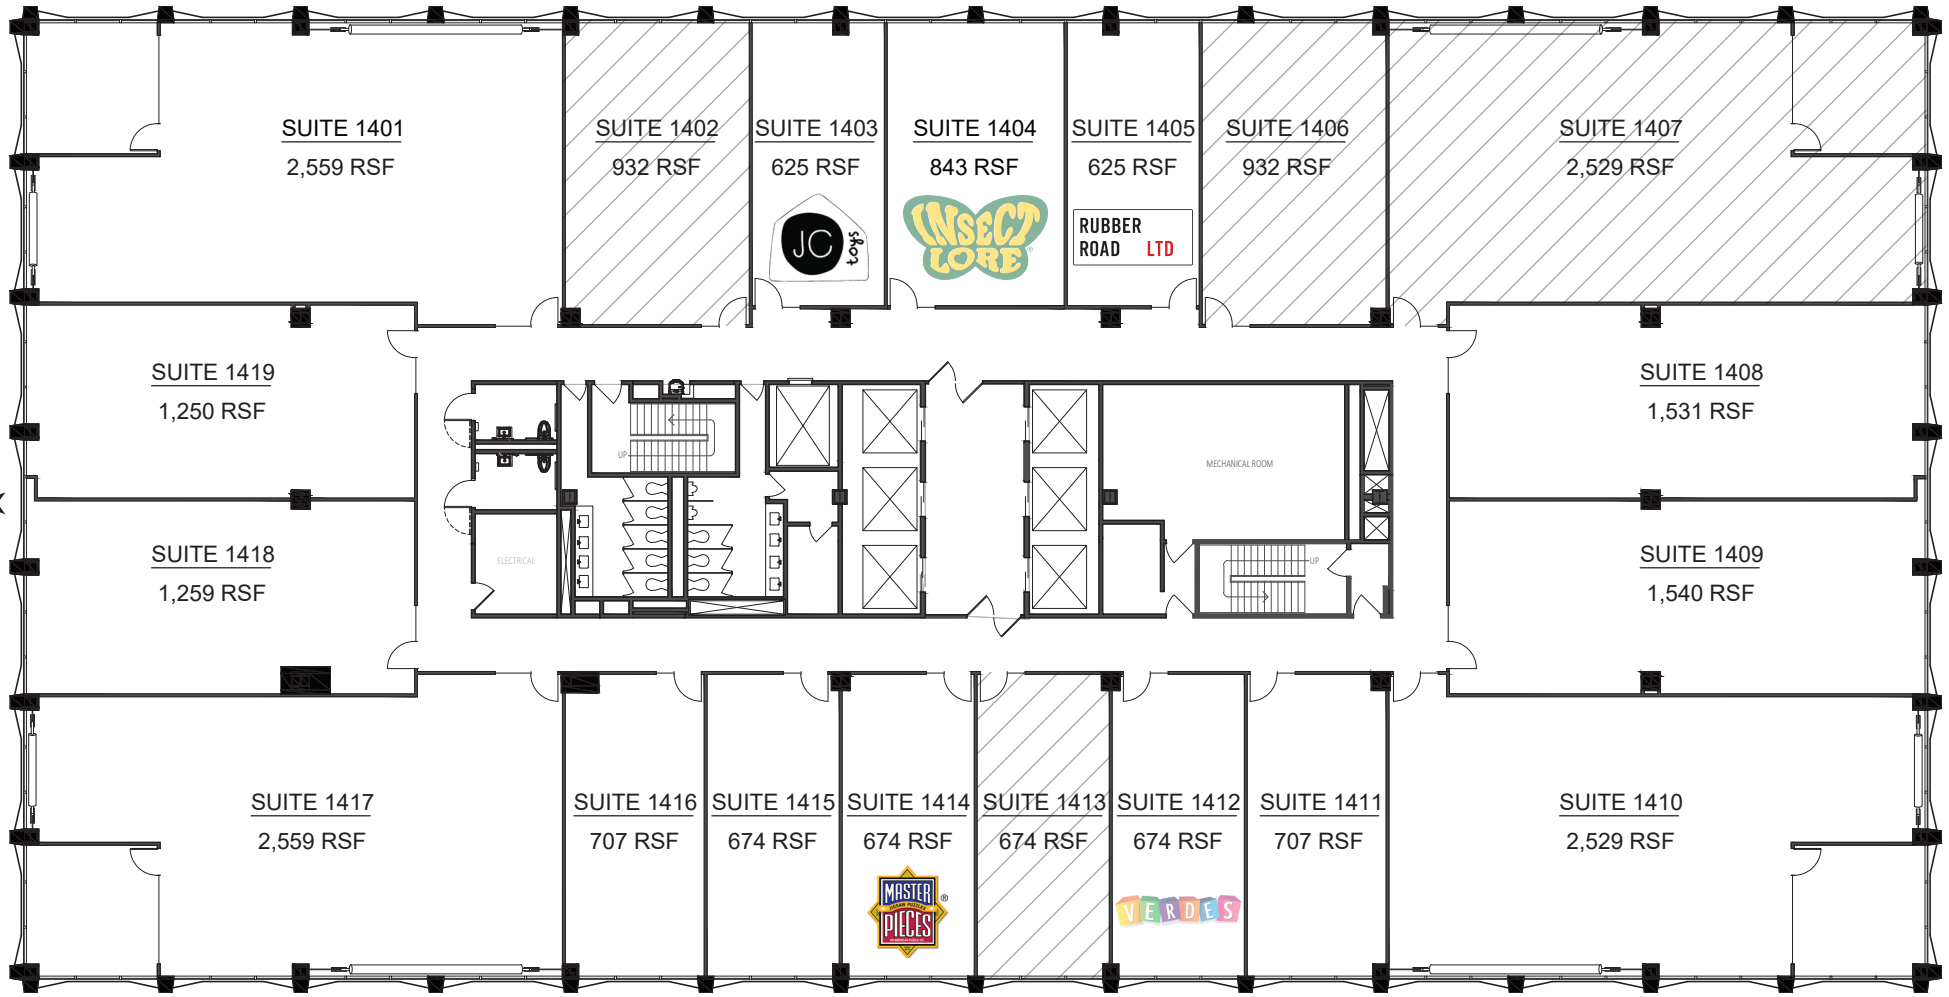 SUITE 1401
2,559 RSF
SUITE 1402
932 RSF
SUITE 1403
625 RSF
JC
toys
SUITE 1404
843 RSF
INSECT
LORE
SUITE 1405
625 RSF
RUBBER
ROAD LTD
SUITE 1406
932 RSF
SUITE 1407
2,529 RSF
SUITE 1419
1,250 RSF
SUITE 1408
1,531 RSF
UP
MECHANICAL ROOM
SUITE 1418
1,259 RSF
ELECTRICAL
UP
SUITE 1409
1,540 RSF
SUITE 1417
2,559 RSF
SUITE 1416
707 RSF
SUITE 1415
674 RSF
SUITE 1414
674 RSF
MASTER
JIGSAW PUZZLES
PIECES
®
SUITE 1413
674 RSF
SUITE 1412
674 RSF
VERDES
SUITE 1411
707 RSF
SUITE 1410
2,529 RSF